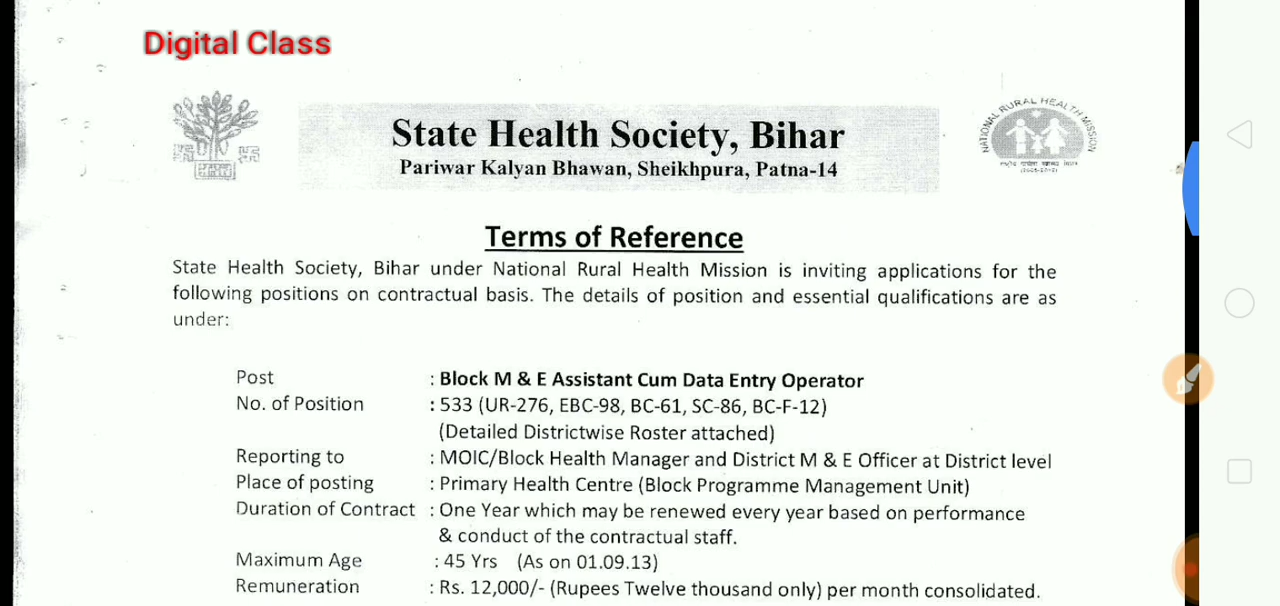 Digital Class
NATIONAL RURAL HEALTH MISSION
State Health Society, Bihar
Pariwar Kalyan Bhawan, Sheikhpura, Patna-14
Terms of Reference
State Health Society, Bihar under National Rural Health Mission is inviting applications for the
following positions on contractual basis. The details of position and essential qualifications are as
under:
Post : Block M & E Assistant Cum Data Entry Operator
No. of Position : 533 (UR-276, EBC-98, BC-61, SC-86, BC-F-12)
(Detailed Districtwise Roster attached)
Reporting to : MOIC/Block Health Manager and District M & E Officer at District level
Place of posting : Primary Health Centre (Block Programme Management Unit)
Duration of Contract : One Year which may be renewed every year based on performance
& conduct of the contractual staff.
Maximum Age : 45 Yrs (As on 01.09.13)
Remuneration : Rs. 12,000/- (Rupees Twelve thousand only) per month consolidated.